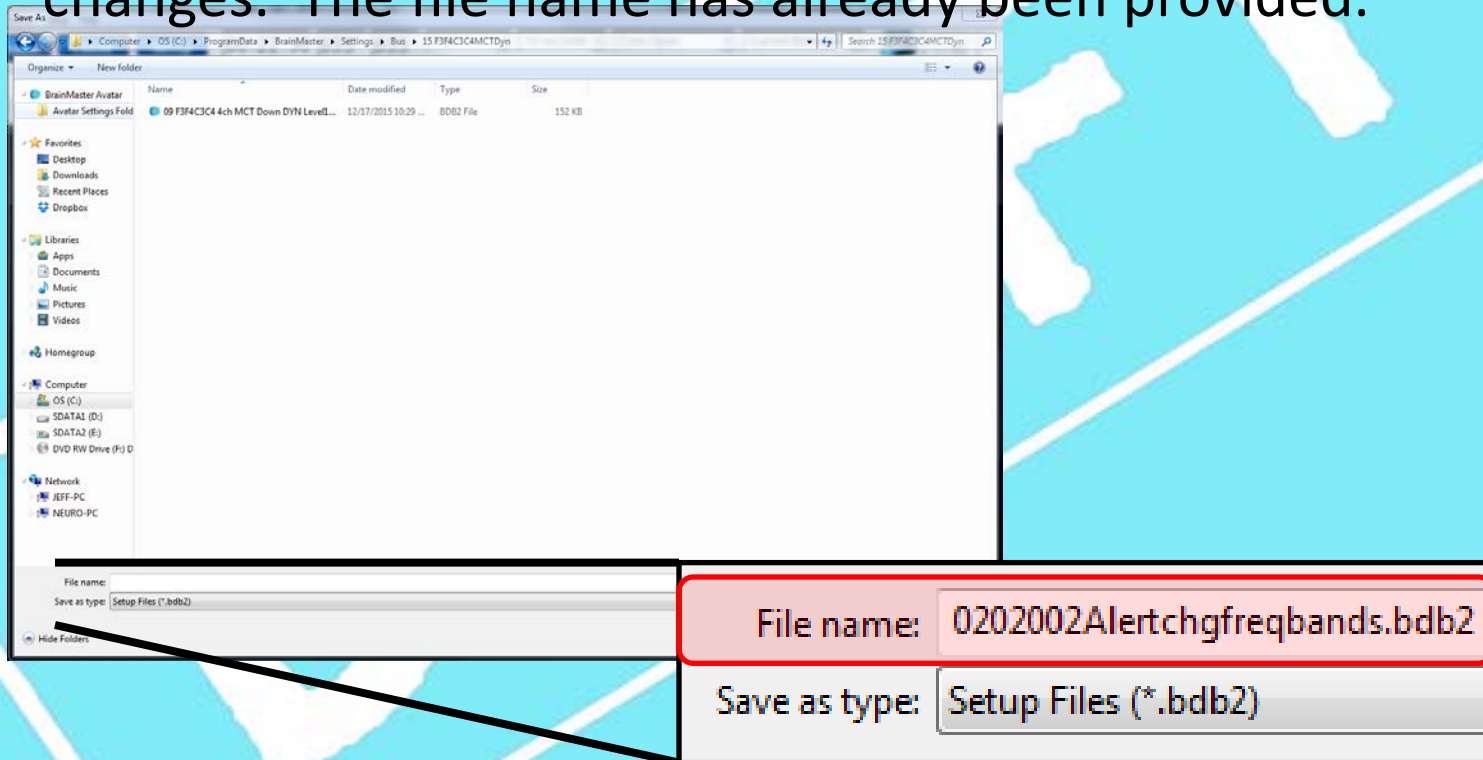 changes. The file name has already been provided.
Save As
Computer ▸ OS (C:) ▸ ProgramData ▸ BrainMaster ▸ Settings ▸ Bus ▸ 15 F3F4C3C4MCTDyn
Search 15 F3F4C3C4MCTDyn
Organize
New folder
Name Date modified Type Size
09 F3F4C3C4 4ch MCT Down DYN Level1... 12/17/2015 10:29 ... BDB2 File 152 KB
BrainMaster Avatar
Avatar Settings Fold
Favorites
Desktop
Downloads
Recent Places
Dropbox
Libraries
Apps
Documents
Music
Pictures
Videos
Homegroup
Computer
OS (C:)
SDATA1 (D:)
SDATA2 (E:)
DVD RW Drive (F:) D
Network
JEFF-PC
NEURO-PC
File name:
Save as type: Setup Files (*.bdb2)
Hide Folders
File name: 0202002Alertchgfreqbands.bdb2
Save as type: Setup Files (*.bdb2)